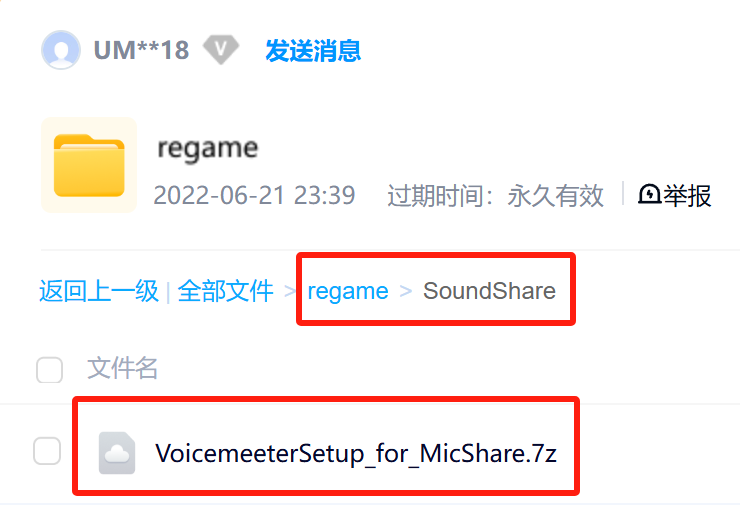 UM**18 V 发送消息
regame
2022-06-21 23:39 过期时间：永久有效 举报
返回上一级 | 全部文件 > regame > SoundShare
文件名
VoicemeeterSetup_for_MicShare.7z